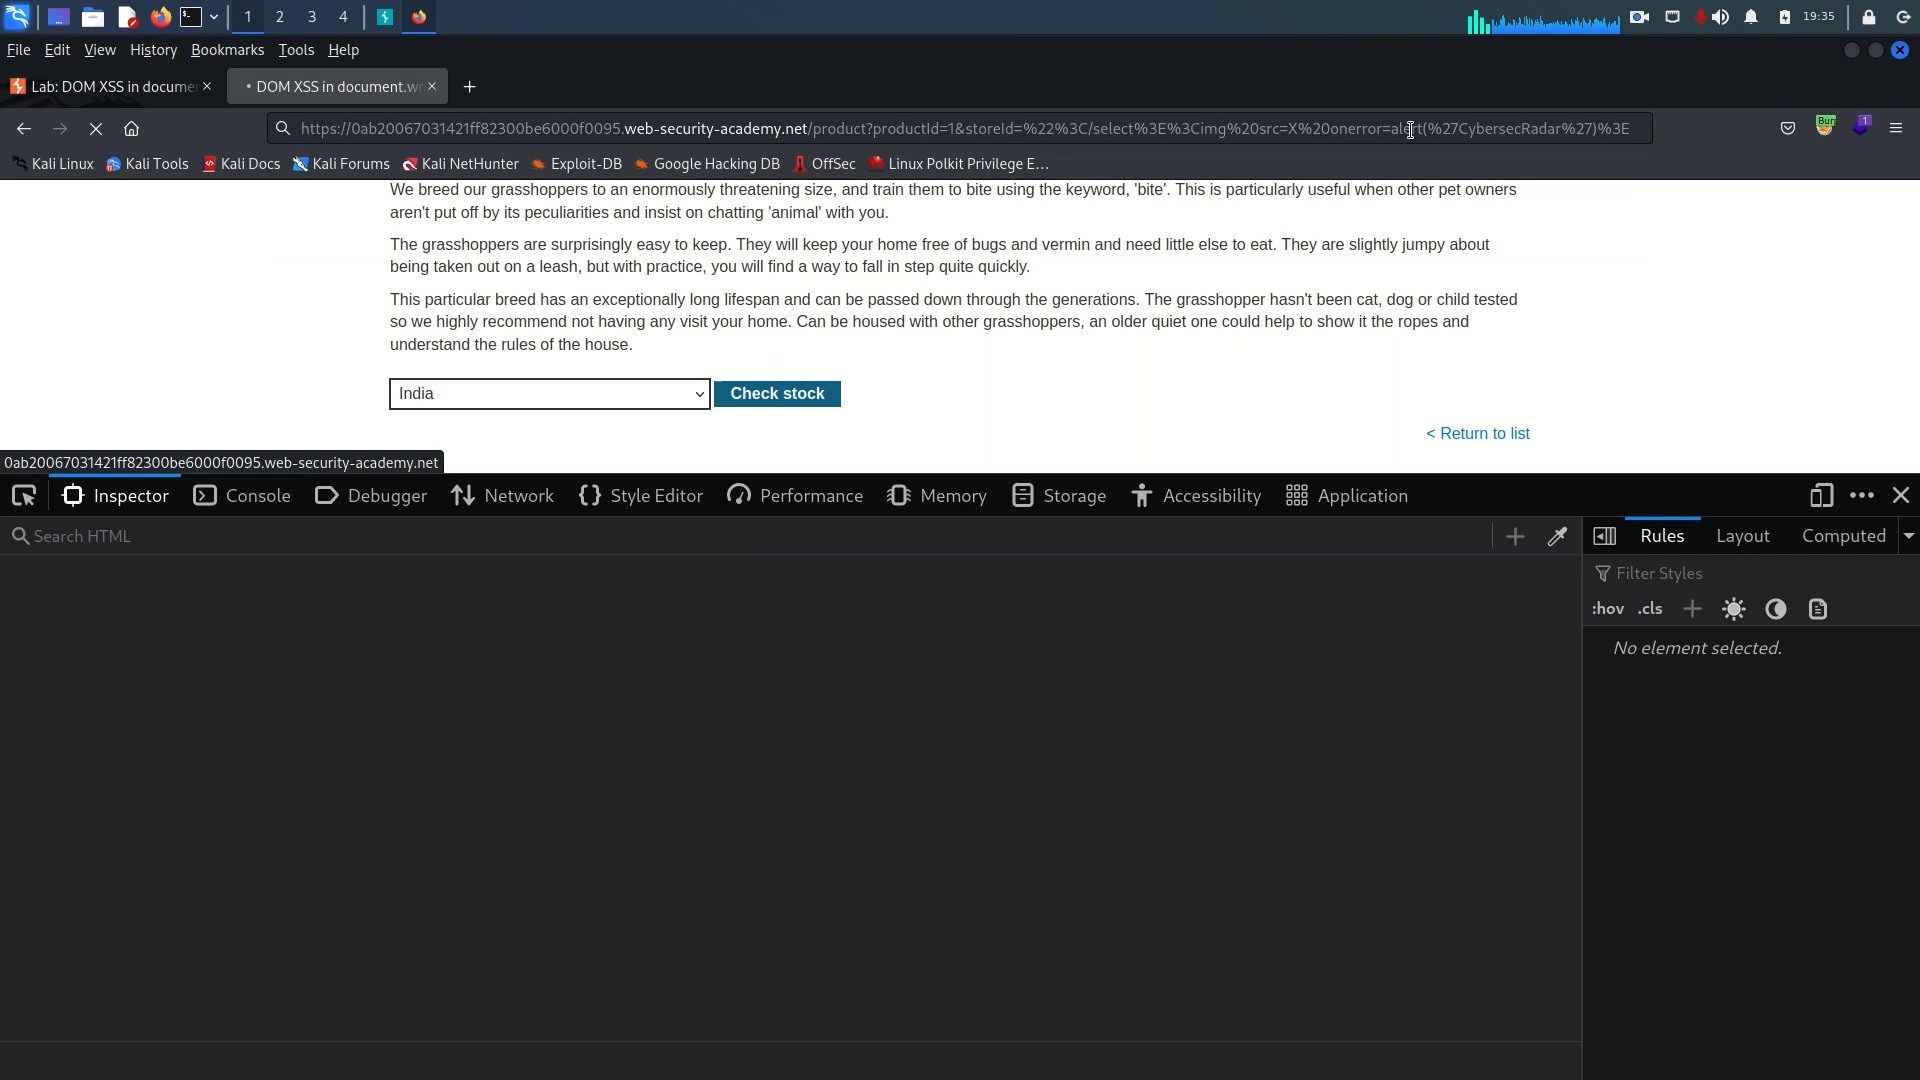 1 2 3 4 19:35
File Edit View History Bookmarks Tools Help
Lab: DOM XSS in docume
DOM XSS in document.w
https://0ab20067031421ff82300be6000f0095.web-security-academy.net/product?productId=1&storeId=%22%3C/select%3E%3Cimg%20src=X%20onerror=alert(%27CybersecRadar%27)%3E
Bur
1
Kali Linux Kali Tools Kali Docs Kali Forums Kali NetHunter Exploit-DB Google Hacking DB OffSec Linux Polkit Privilege E...
We breed our grasshoppers to an enormously threatening size, and train them to bite using the keyword, 'bite'. This is particularly useful when other pet owners
aren't put off by its peculiarities and insist on chatting 'animal' with you.
The grasshoppers are surprisingly easy to keep. They will keep your home free of bugs and vermin and need little else to eat. They are slightly jumpy about
being taken out on a leash, but with practice, you will find a way to fall in step quite quickly.
This particular breed has an exceptionally long lifespan and can be passed down through the generations. The grasshopper hasn't been cat, dog or child tested
so we highly recommend not having any visit your home. Can be housed with other grasshoppers, an older quiet one could help to show it the ropes and
understand the rules of the house.
India
Check stock
< Return to list
0ab20067031421ff82300be6000f0095.web-security-academy.net
Inspector Console Debugger Network Style Editor Performance Memory Storage Accessibility Application
Search HTML
Rules Layout Computed
Filter Styles
:hov .cls
No element selected.